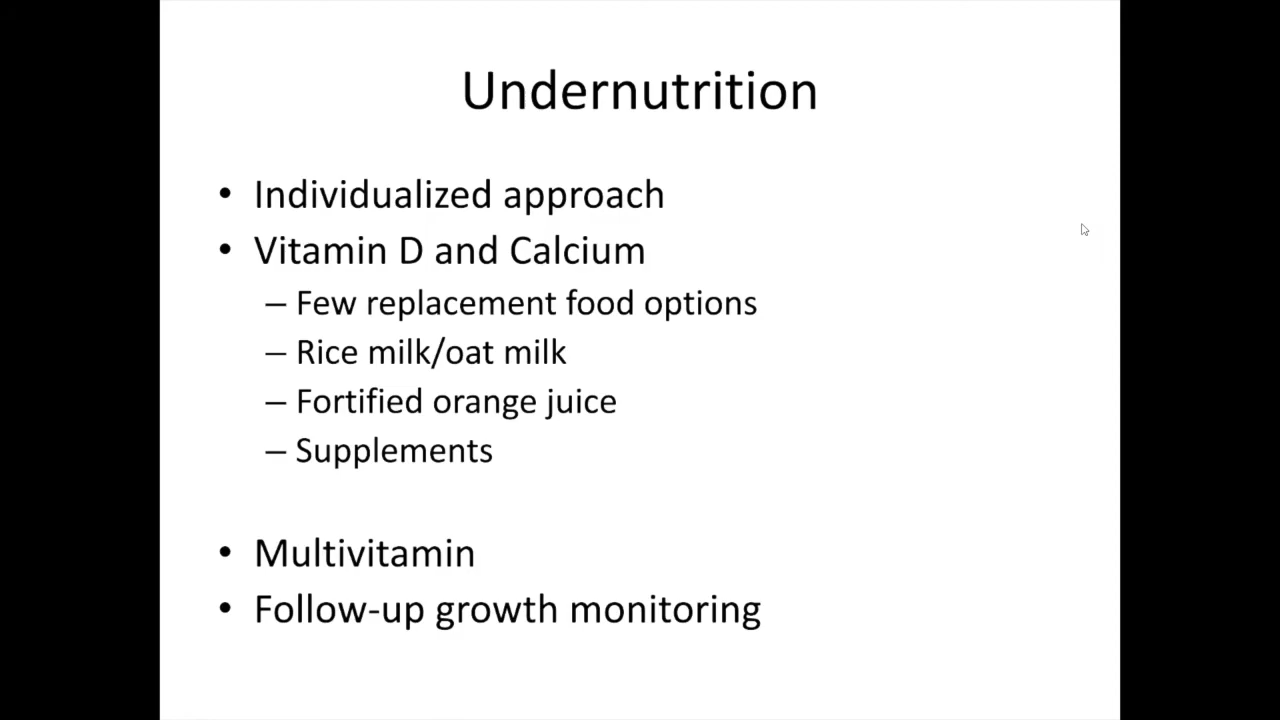 Undernutrition
• Individualized approach
• Vitamin D and Calcium
– Few replacement food options
– Rice milk/oat milk
– Fortified orange juice
– Supplements
• Multivitamin
• Follow-up growth monitoring